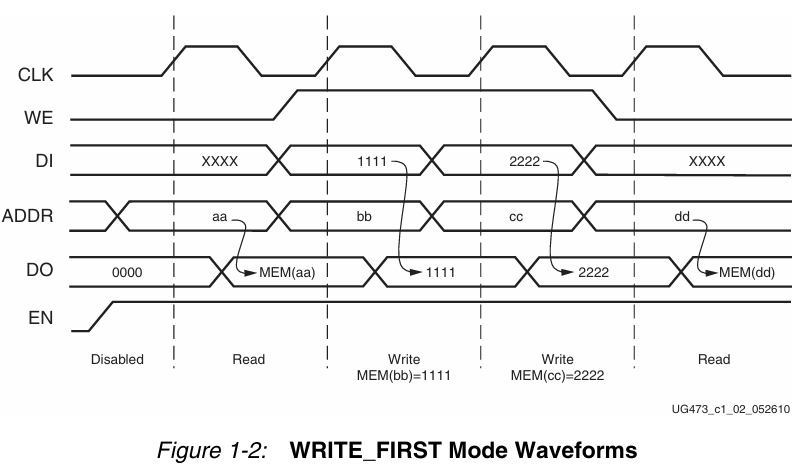 CLK
WE
DI XXXX 1111 2222 XXXX
ADDR aa bb cc dd
DO 0000 MEM(aa) 1111 2222 MEM(dd)
EN
Disabled Read Write Write Read
MEM(bb)=1111 MEM(cc)=2222
UG473_c1_02_052610
Figure 1-2: WRITE_FIRST Mode Waveforms